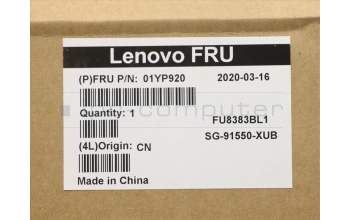 Lenovo FRU
(P)FRU P/N: 01YP920 2020-03-16
Quantity: 1 FU8383BL1
SG-91550-XUB
(4L)Origin: CN
Made in China